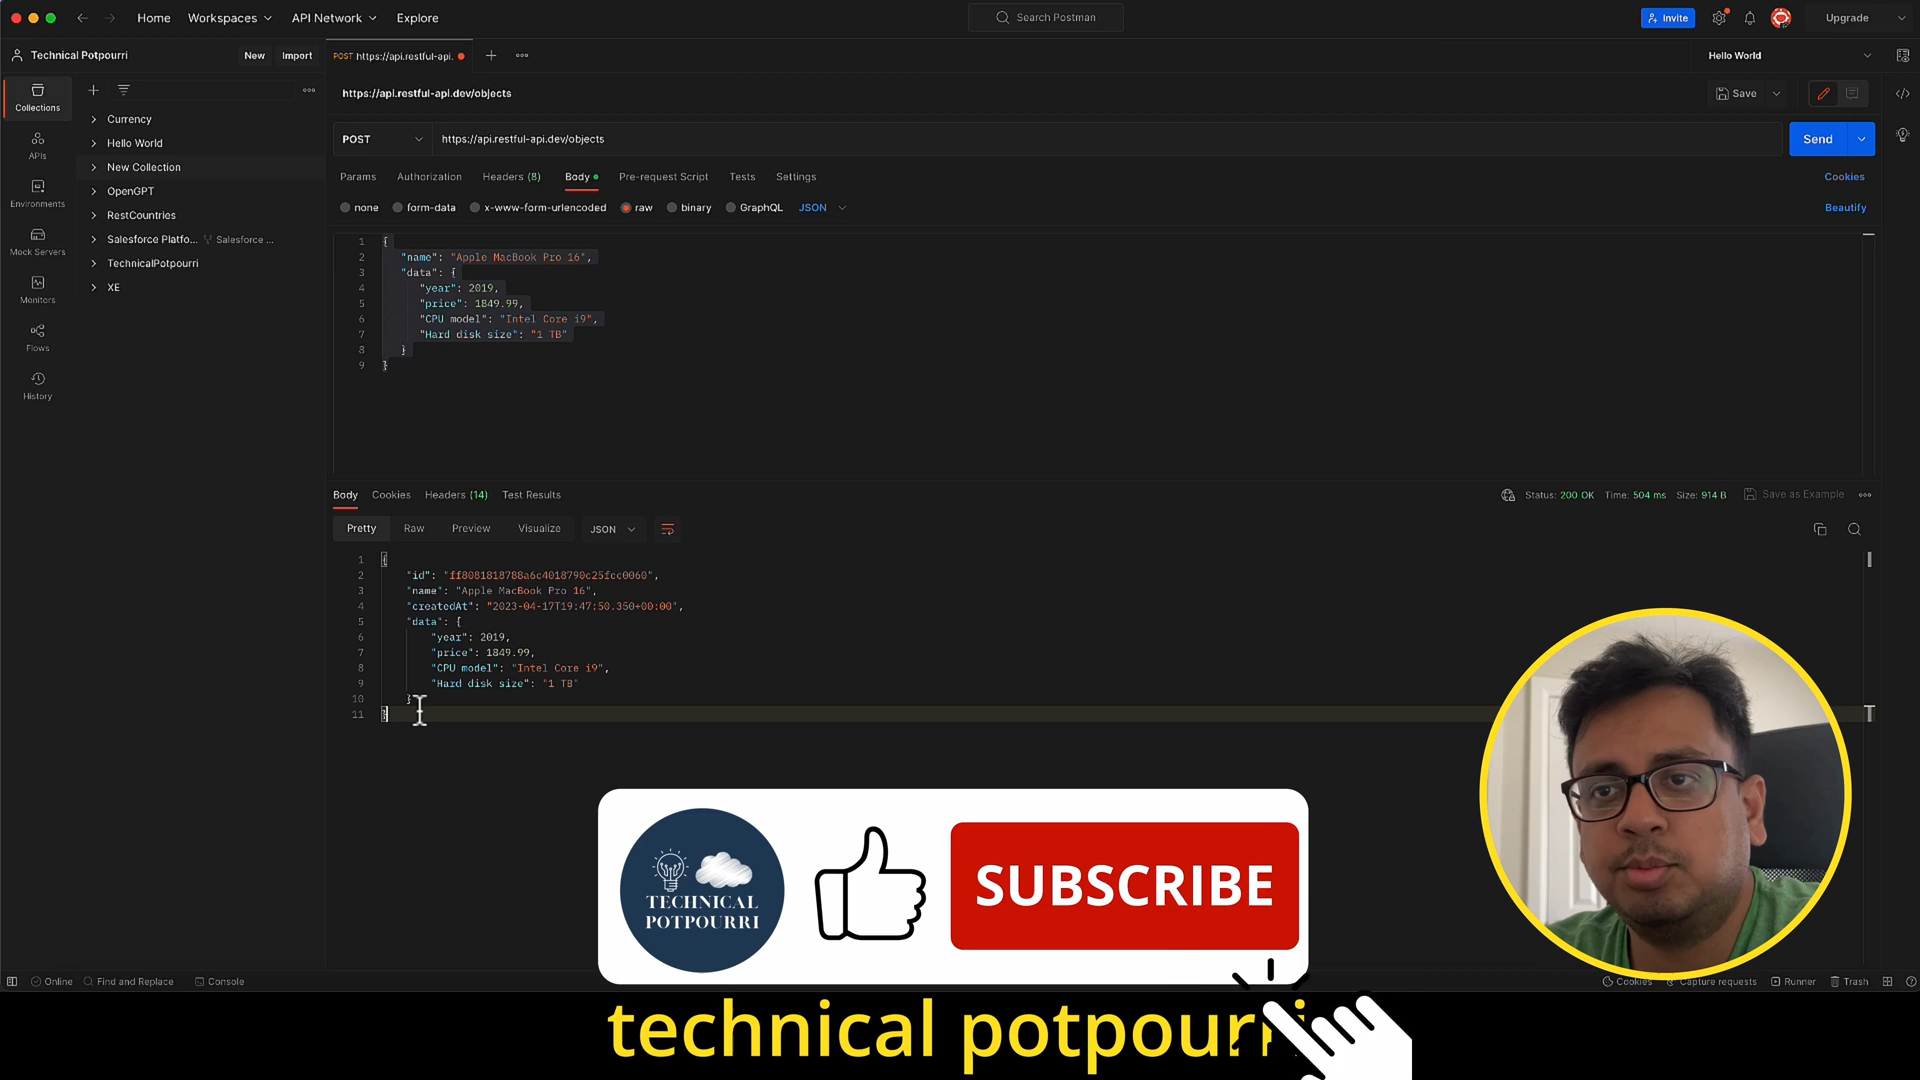 Home Workspaces API Network Explore Search Postman Invite Upgrade
Technical Potpourri New Import POST https://api.restful-api. Hello World
Collections
APIs
Environments
Mock Servers
Monitors
Flows
History
Currency
Hello World
New Collection
OpenGPT
RestCountries
Salesforce Platfo... Salesforce ...
TechnicalPotpourri
XE
https://api.restful-api.dev/objects Save
POST https://api.restful-api.dev/objects Send
Params Authorization Headers (8) Body Pre-request Script Tests Settings Cookies
none form-data x-www-form-urlencoded raw binary GraphQL JSON Beautify
1 {
2 "name": "Apple MacBook Pro 16",
3 "data": {
4 "year": 2019,
5 "price": 1849.99,
6 "CPU model": "Intel Core i9",
7 "Hard disk size": "1 TB"
8 }
9 }
Body Cookies Headers (14) Test Results Status: 200 OK Time: 504 ms Size: 914 B Save as Example
Pretty Raw Preview Visualize JSON
1 {
2 "id": "ff8081818788a6c4018790c25fcc0060",
3 "name": "Apple MacBook Pro 16",
4 "createdAt": "2023-04-17T19:47:50.350+00:00",
5 "data": {
6 "year": 2019,
7 "price": 1849.99,
8 "CPU model": "Intel Core i9",
9 "Hard disk size": "1 TB"
10 }
11 }
TECHNICAL
POTPOURRI
SUBSCRIBE
Online Find and Replace Console Cookies Capture requests Runner Trash
technical potpourri